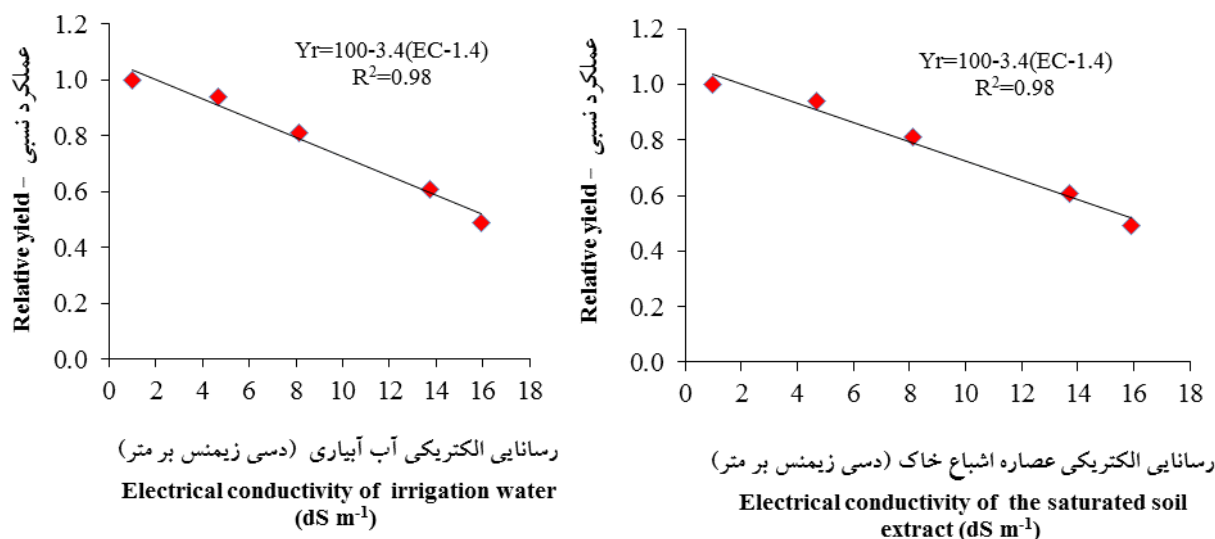 عملکرد نسبی – Relative yield
1.2
1.0
0.8
0.6
0.4
0.2
0.0
Yr=100-3.4(EC-1.4)
R²=0.98
0 2 4 6 8 10 12 14 16 18
رسانایی الکتریکی آب آبیاری (دسی زیمنس بر متر)
Electrical conductivity of irrigation water
(dS m⁻¹)
عملکرد نسبی – Relative yield
1.2
1.0
0.8
0.6
0.4
0.2
0.0
Yr=100-3.4(EC-1.4)
R²=0.98
0 2 4 6 8 10 12 14 16 18
رسانایی الکتریکی عصاره اشباع خاک (دسی زیمنس بر متر)
Electrical conductivity of the saturated soil
extract (dS m⁻¹)